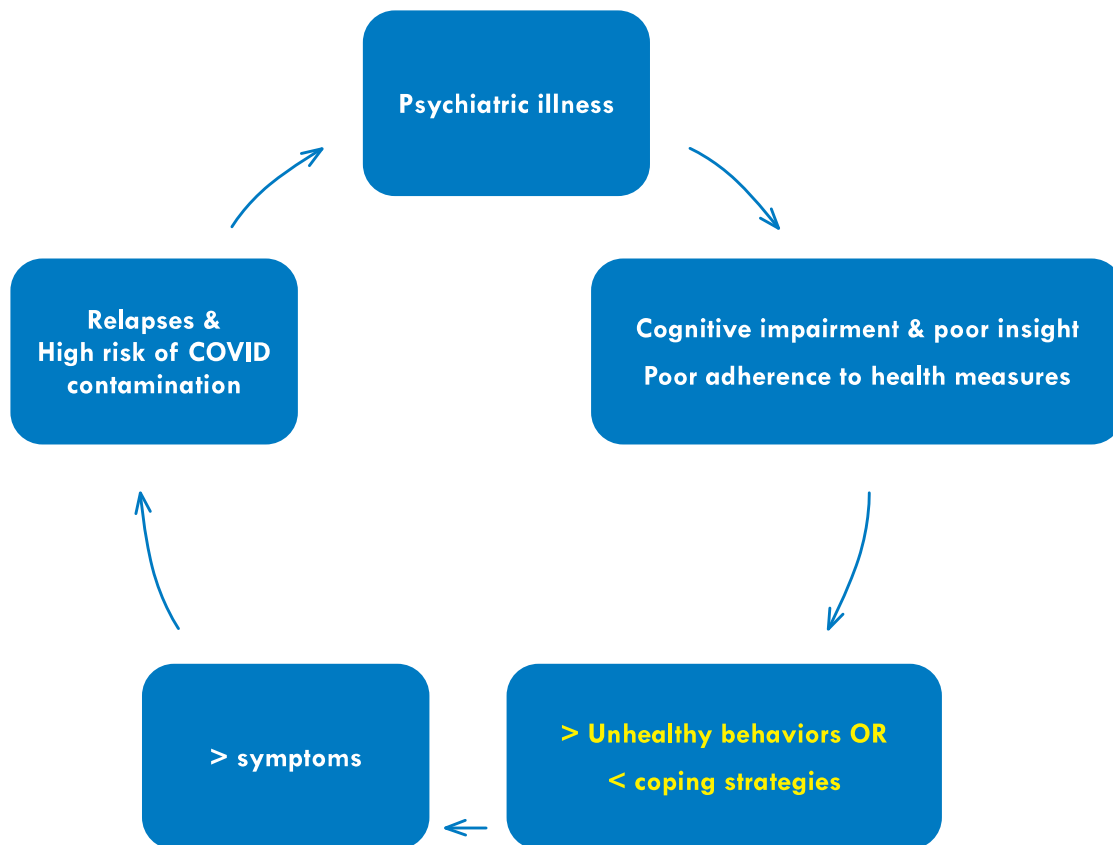 Psychiatric illness
Relapses &
High risk of COVID
contamination
Cognitive impairment & poor insight
Poor adherence to health measures
> symptoms
> Unhealthy behaviors OR
< coping strategies